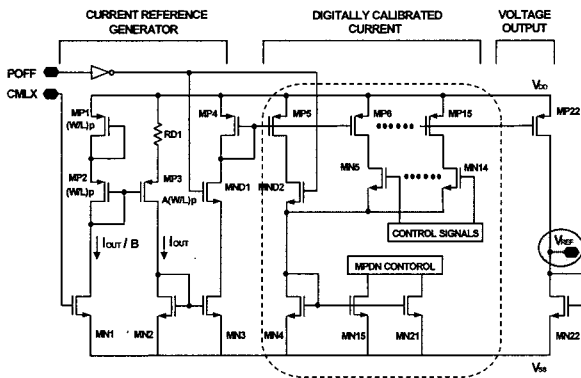 CURRENT REFERENCE GENERATOR
DIGITALLY CALIBRATED CURRENT
VOLTAGE OUTPUT
POFF
CMLX
VDD
MP1
(W/L)p
RD1
MP4
MP5
MP6
MP15
MP22
MP2
(W/L)p
MP3
A(W/L)p
MND1
MND2
MN5
MN14
CONTROL SIGNALS
IOUT / B
IOUT
VREF
MPDN CONTOROL
MN1
MN2
MN3
MN4
MN15
MN21
MN22
VSS